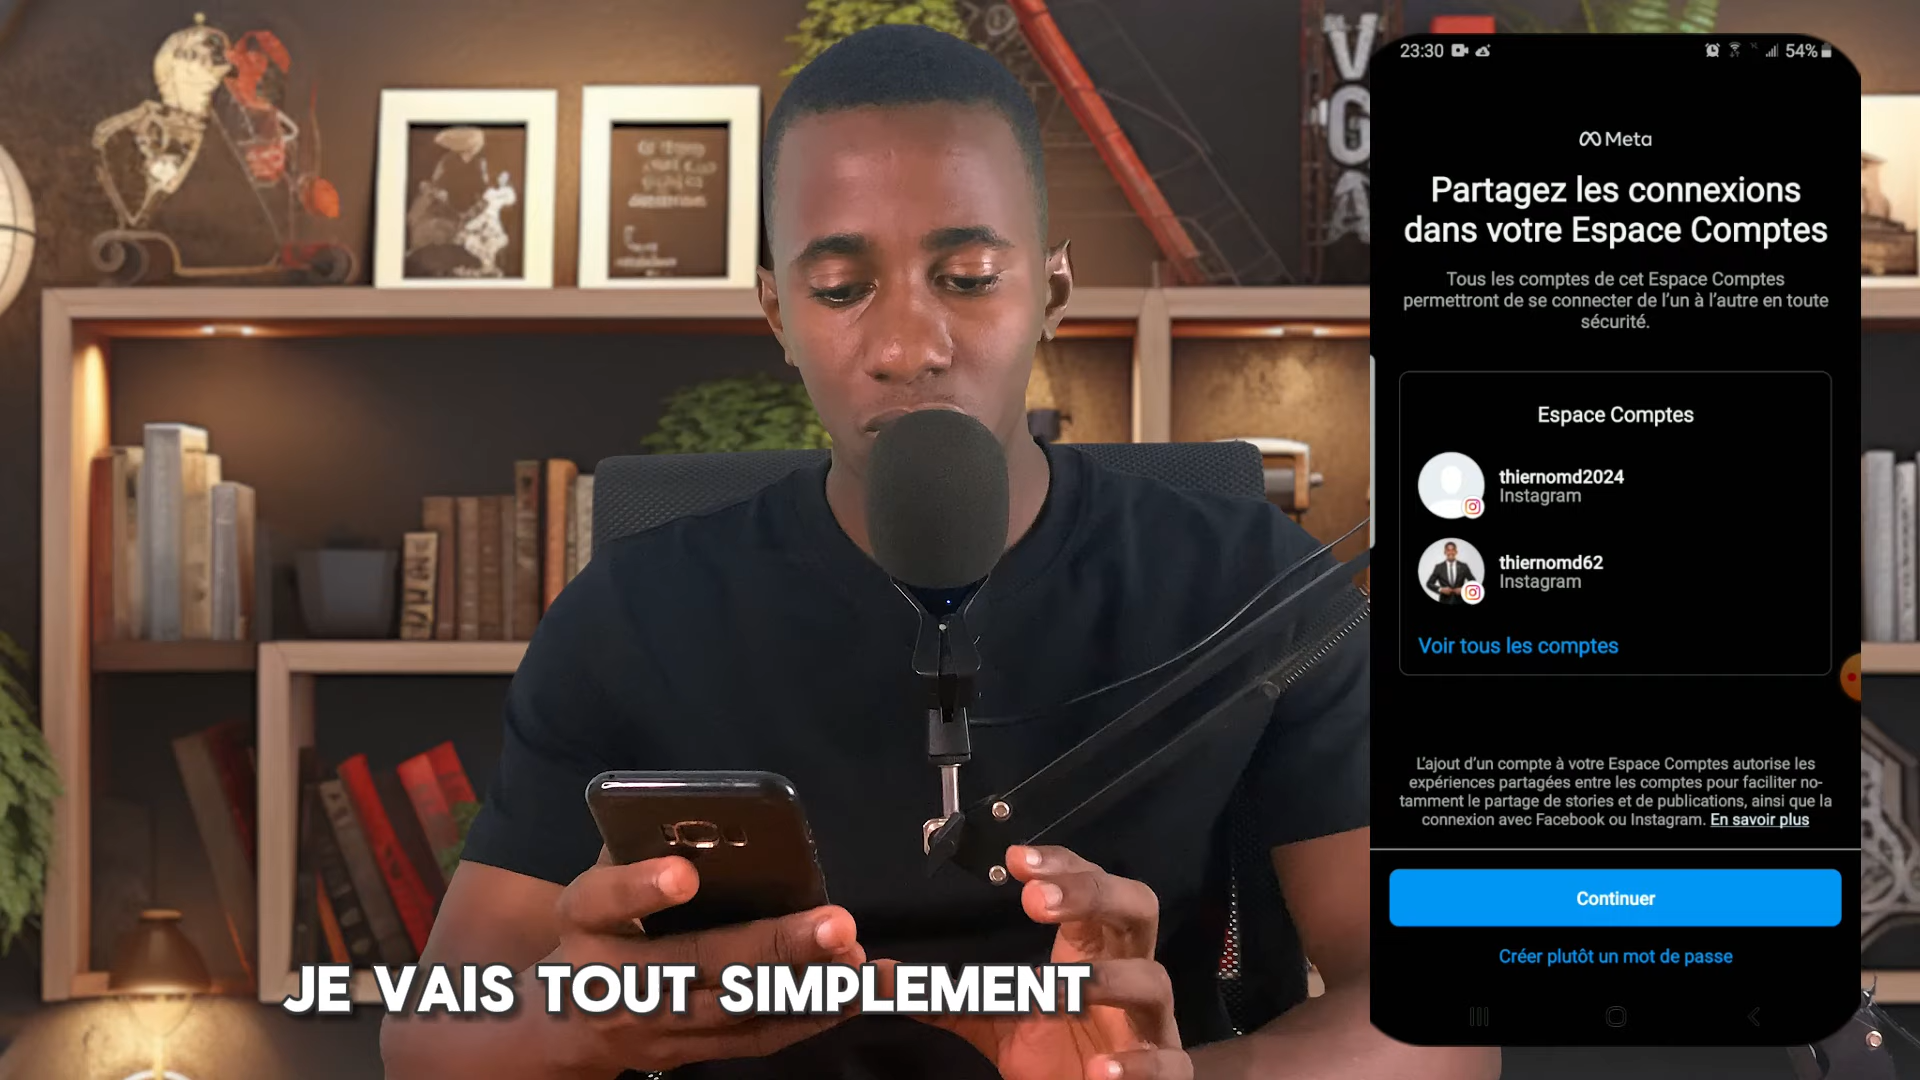 23:30
54%
Meta
Partagez les connexions
dans votre Espace Comptes
Tous les comptes de cet Espace Comptes
permettront de se connecter de l'un à l'autre en toute
sécurité.
Espace Comptes
thiernomd2024
Instagram
thiernomd62
Instagram
Voir tous les comptes
L'ajout d'un compte à votre Espace Comptes autorise les
expériences partagées entre les comptes pour faciliter no-
tamment le partage de stories et de publications, ainsi que la
connexion avec Facebook ou Instagram. En savoir plus
Continuer
Créer plutôt un mot de passe
JE VAIS TOUT SIMPLEMENT